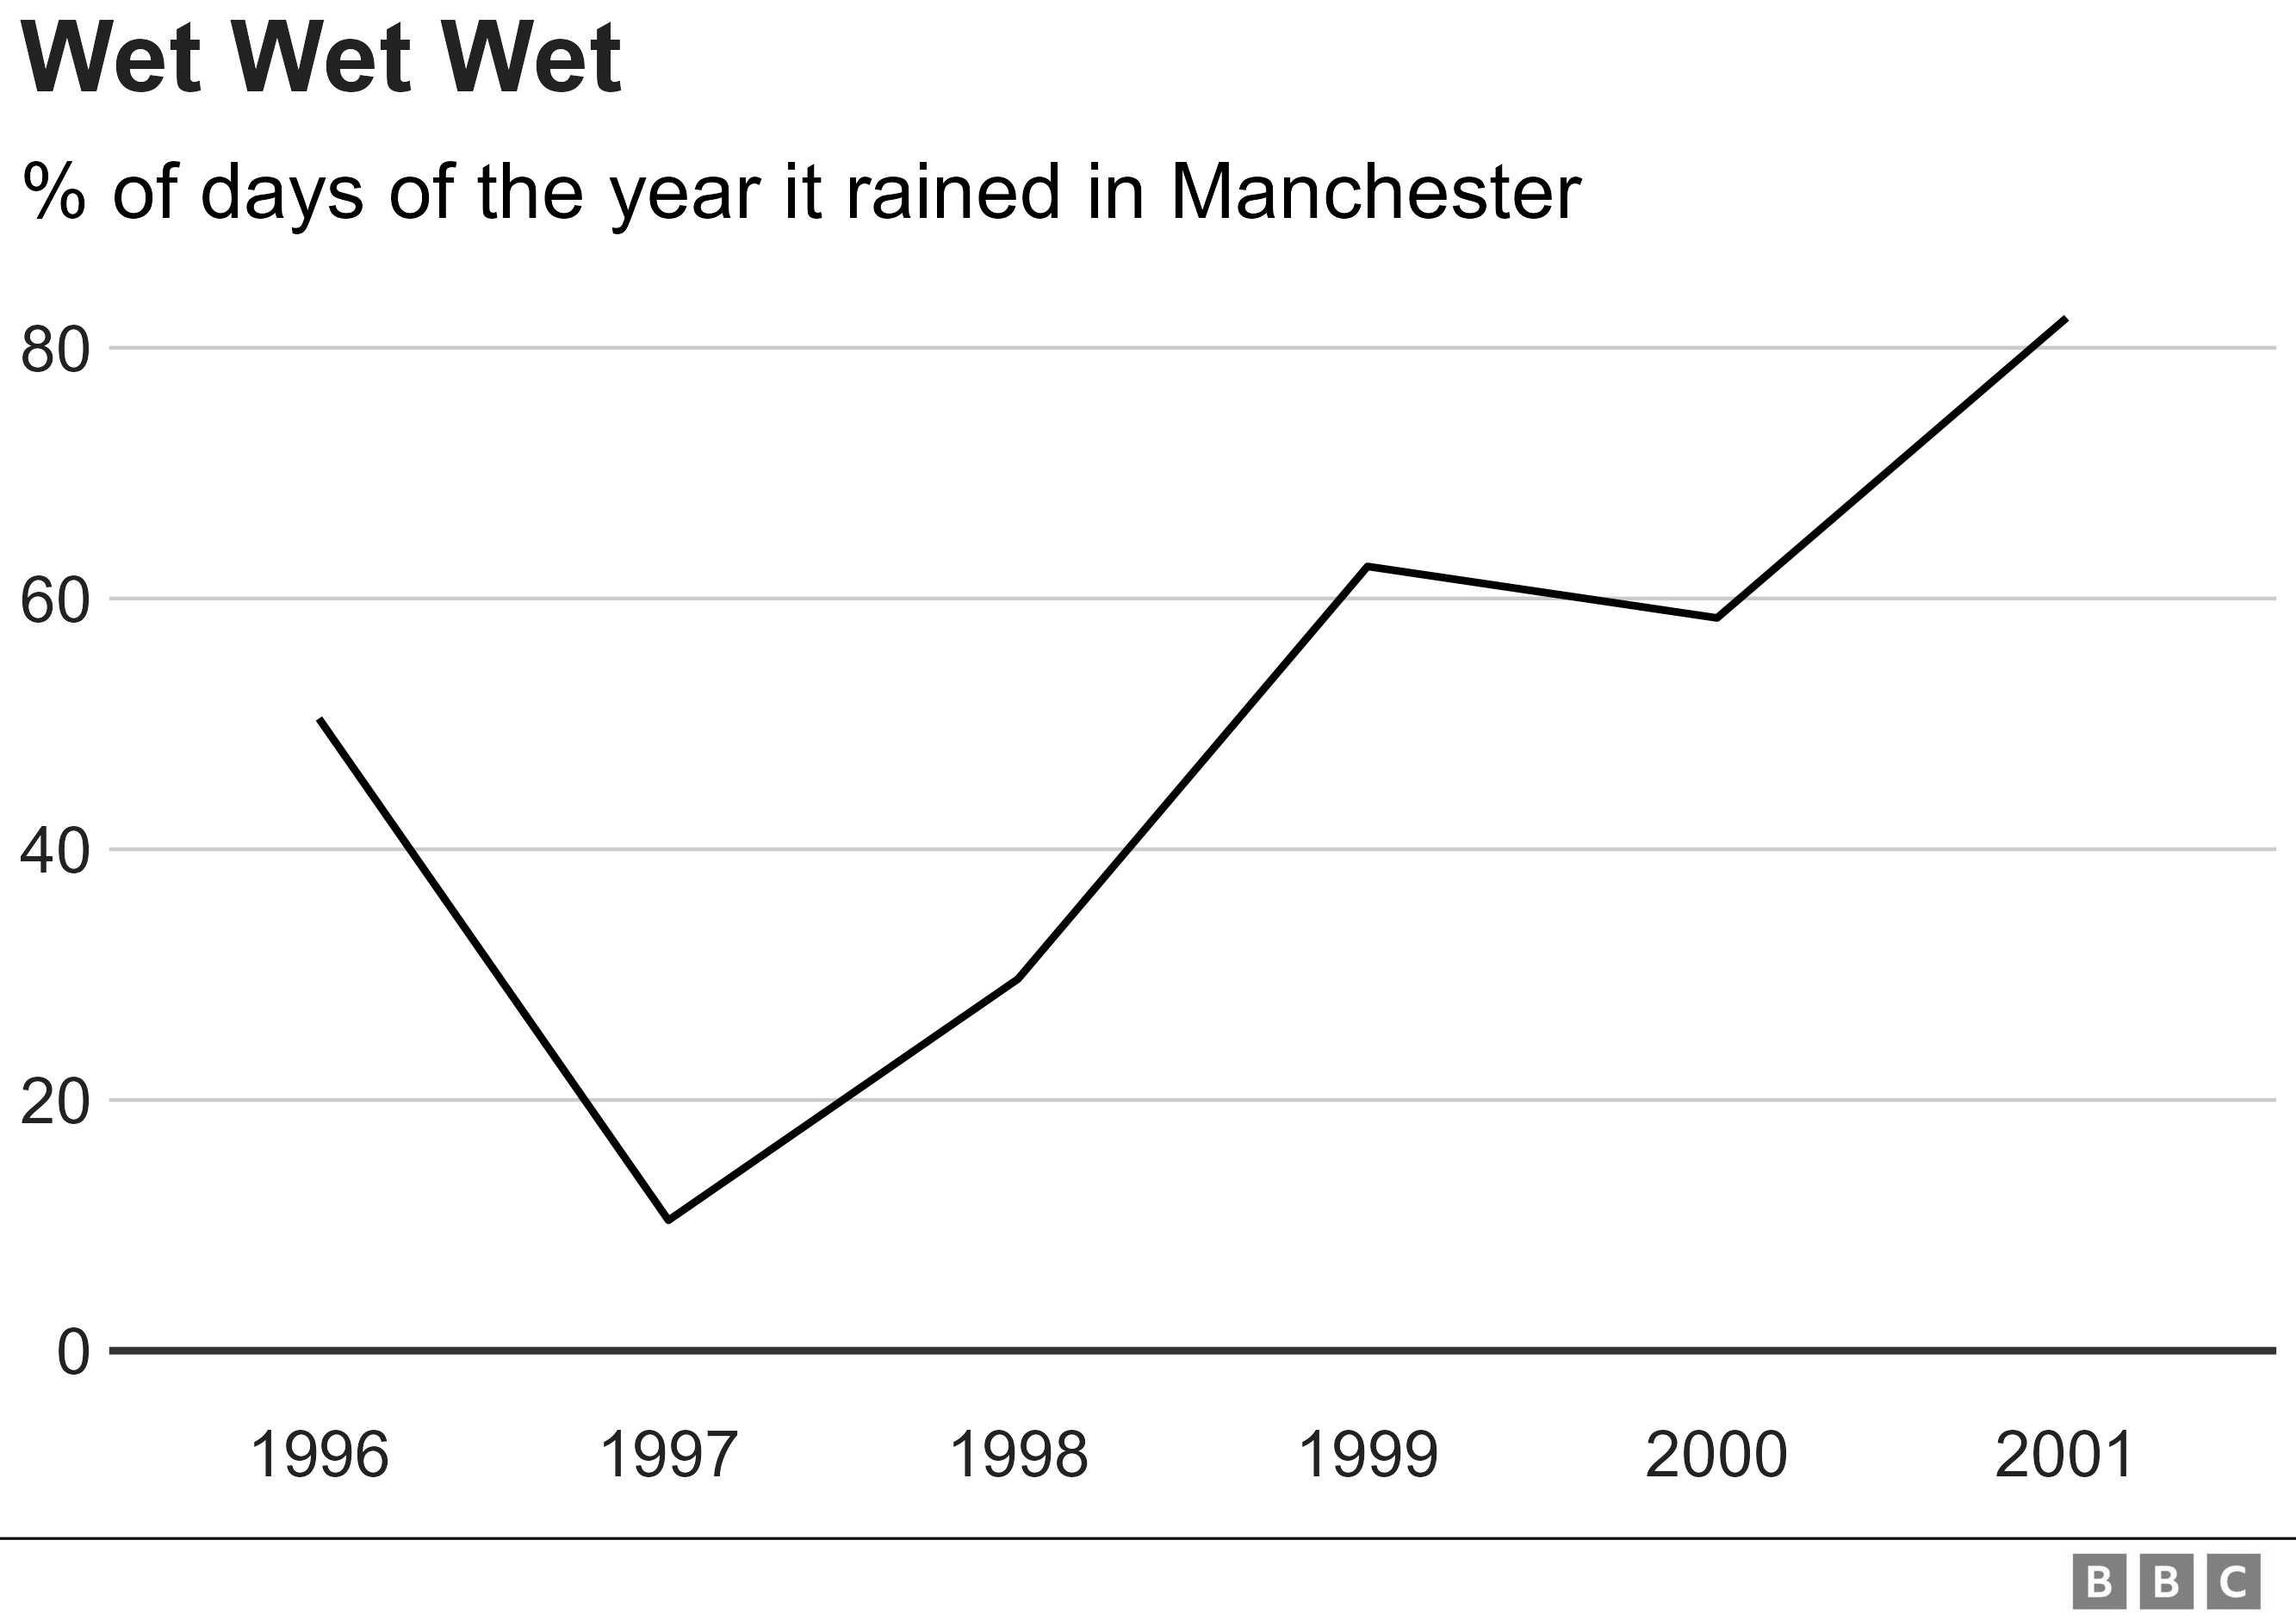 Wet Wet Wet
% of days of the year it rained in Manchester
80
60
40
20
0
1996 1997 1998 1999 2000 2001
BBC